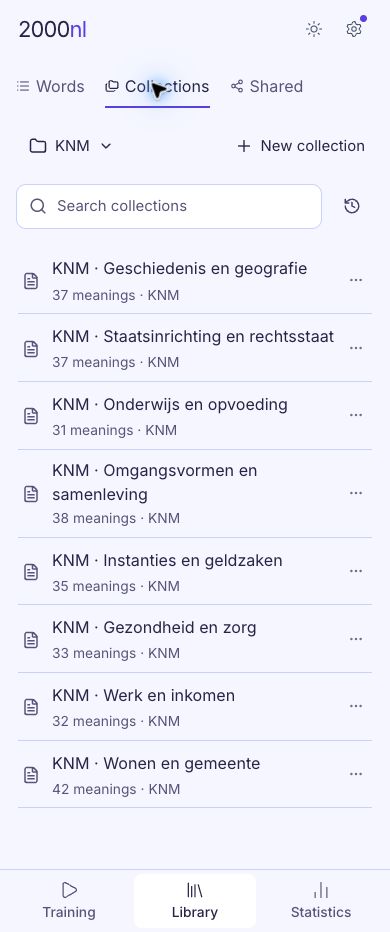 2000nl
Words
Collections
Shared
KNM
New collection
Search collections
KNM · Geschiedenis en geografie
37 meanings · KNM
KNM · Staatsinrichting en rechtsstaat
37 meanings · KNM
KNM · Onderwijs en opvoeding
31 meanings · KNM
KNM · Omgangsvormen en
samenleving
38 meanings · KNM
KNM · Instanties en geldzaken
35 meanings · KNM
KNM · Gezondheid en zorg
33 meanings · KNM
KNM · Werk en inkomen
32 meanings · KNM
KNM · Wonen en gemeente
42 meanings · KNM
Training
Library
Statistics